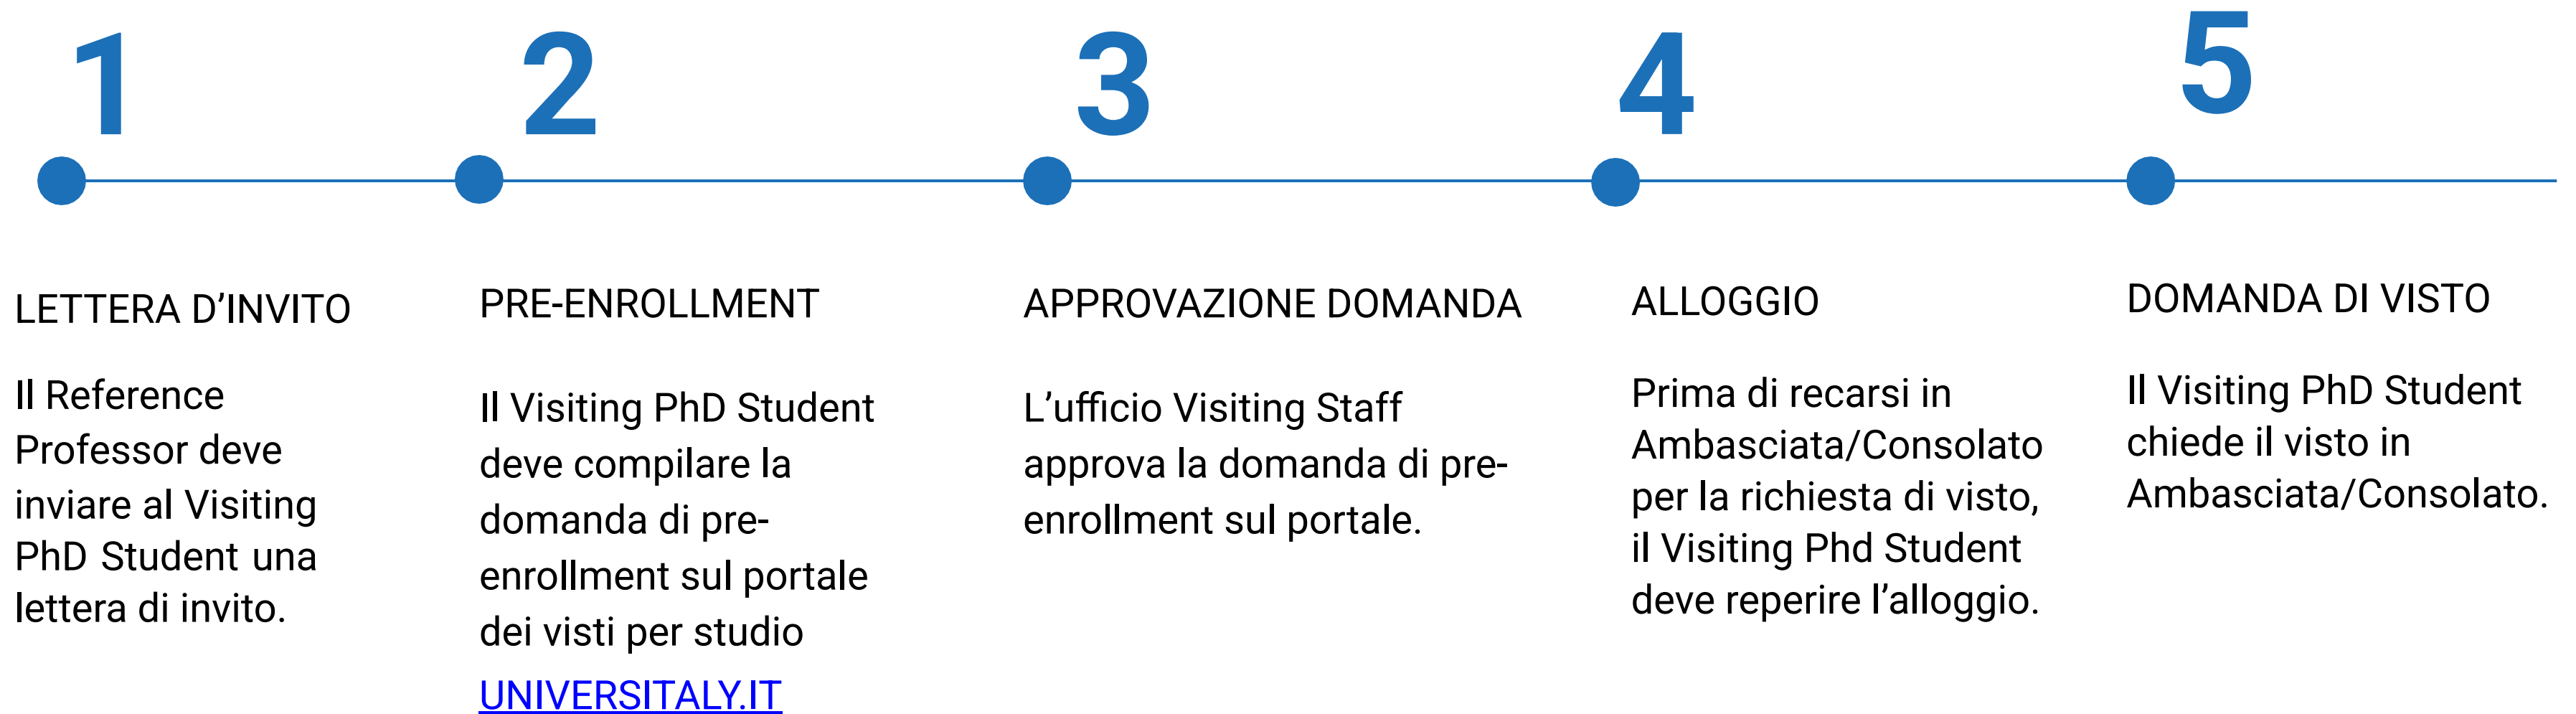 1
2
3
4
5
LETTERA D’INVITO
Il Reference
Professor deve
inviare al Visiting
PhD Student una
lettera di invito.
PRE-ENROLLMENT
Il Visiting PhD Student
deve compilare la
domanda di pre-
enrollment sul portale
dei visti per studio
UNIVERSITALY.IT
APPROVAZIONE DOMANDA
L’ufficio Visiting Staff
approva la domanda di pre-
enrollment sul portale.
ALLOGGIO
Prima di recarsi in
Ambasciata/Consolato
per la richiesta di visto,
il Visiting Phd Student
deve reperire l’alloggio.
DOMANDA DI VISTO
Il Visiting PhD Student
chiede il visto in
Ambasciata/Consolato.